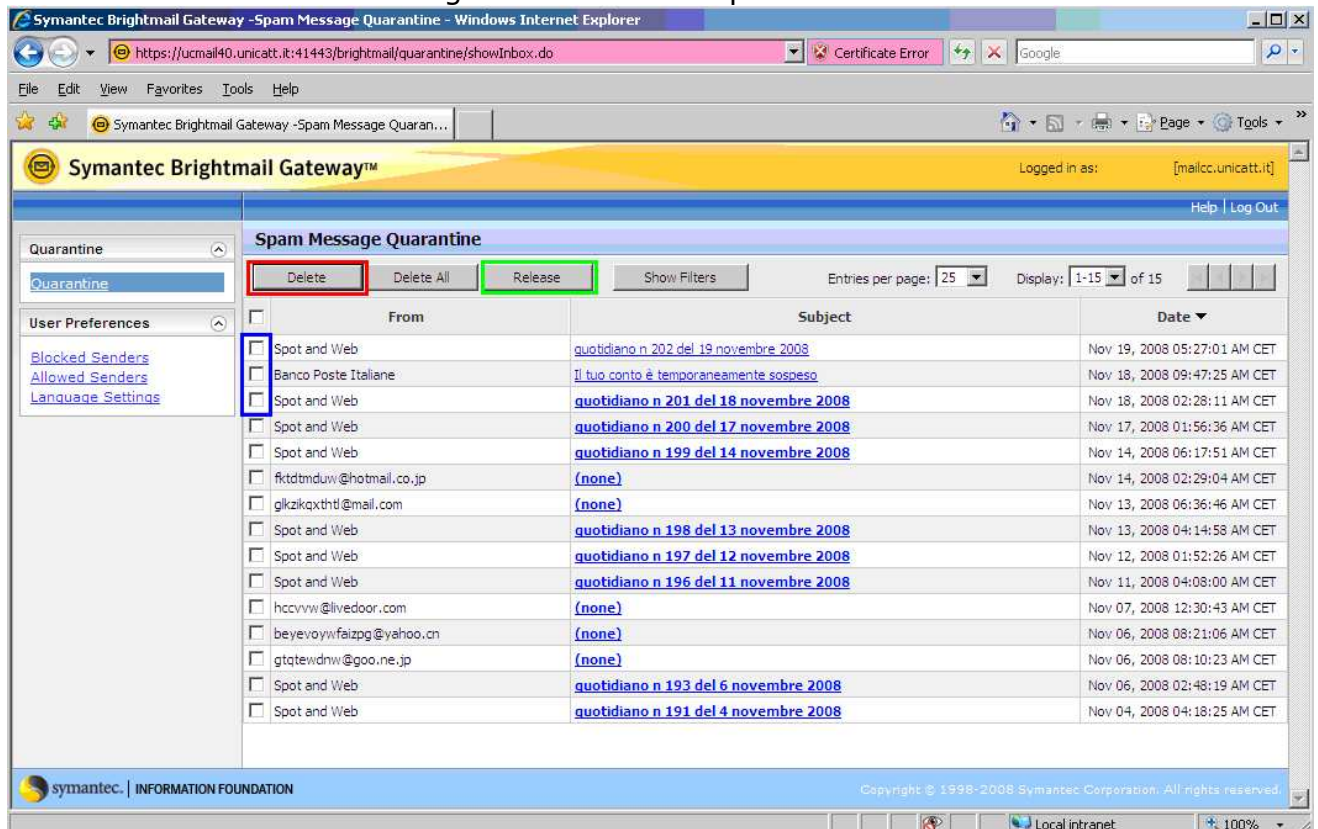 Symantec Brightmail Gateway -Spam Message Quarantine - Windows Internet Explorer
https://ucmail40.unicatt.it:41443/brightmail/quarantine/showInbox.do Certificate Error Google
File Edit View Favorites Tools Help
Symantec Brightmail Gateway -Spam Message Quaran... Page Tools »
Symantec Brightmail Gateway™ Logged in as: [mailcc.unicatt.it]
Help | Log Out
Quarantine
Quarantine
User Preferences
Blocked Senders
Allowed Senders
Language Settings
Spam Message Quarantine
Delete Delete All Release Show Filters Entries per page: 25 Display: 1-15 of 15
From Subject Date
Spot and Web quotidiano n 202 del 19 novembre 2008 Nov 19, 2008 05:27:01 AM CET
Banco Poste Italiane Il tuo conto è temporaneamente sospeso Nov 18, 2008 09:47:25 AM CET
Spot and Web quotidiano n 201 del 18 novembre 2008 Nov 18, 2008 02:28:11 AM CET
Spot and Web quotidiano n 200 del 17 novembre 2008 Nov 17, 2008 01:56:36 AM CET
Spot and Web quotidiano n 199 del 14 novembre 2008 Nov 14, 2008 06:17:51 AM CET
fktdtmduw@hotmail.co.jp (none) Nov 14, 2008 02:29:04 AM CET
glkzikqxthtl@mail.com (none) Nov 13, 2008 06:36:46 AM CET
Spot and Web quotidiano n 198 del 13 novembre 2008 Nov 13, 2008 04:14:58 AM CET
Spot and Web quotidiano n 197 del 12 novembre 2008 Nov 12, 2008 01:52:26 AM CET
Spot and Web quotidiano n 196 del 11 novembre 2008 Nov 11, 2008 04:08:00 AM CET
hccvvw@livedoor.com (none) Nov 07, 2008 12:30:43 AM CET
beyevoywfaizpg@yahoo.cn (none) Nov 06, 2008 08:21:06 AM CET
gtqtewdnw@goo.ne.jp (none) Nov 06, 2008 08:10:23 AM CET
Spot and Web quotidiano n 193 del 6 novembre 2008 Nov 06, 2008 02:48:19 AM CET
Spot and Web quotidiano n 191 del 4 novembre 2008 Nov 04, 2008 04:18:25 AM CET
symantec. | INFORMATION FOUNDATION Copyright © 1998-2008 Symantec Corporation. All rights reserved.
Local intranet 100%